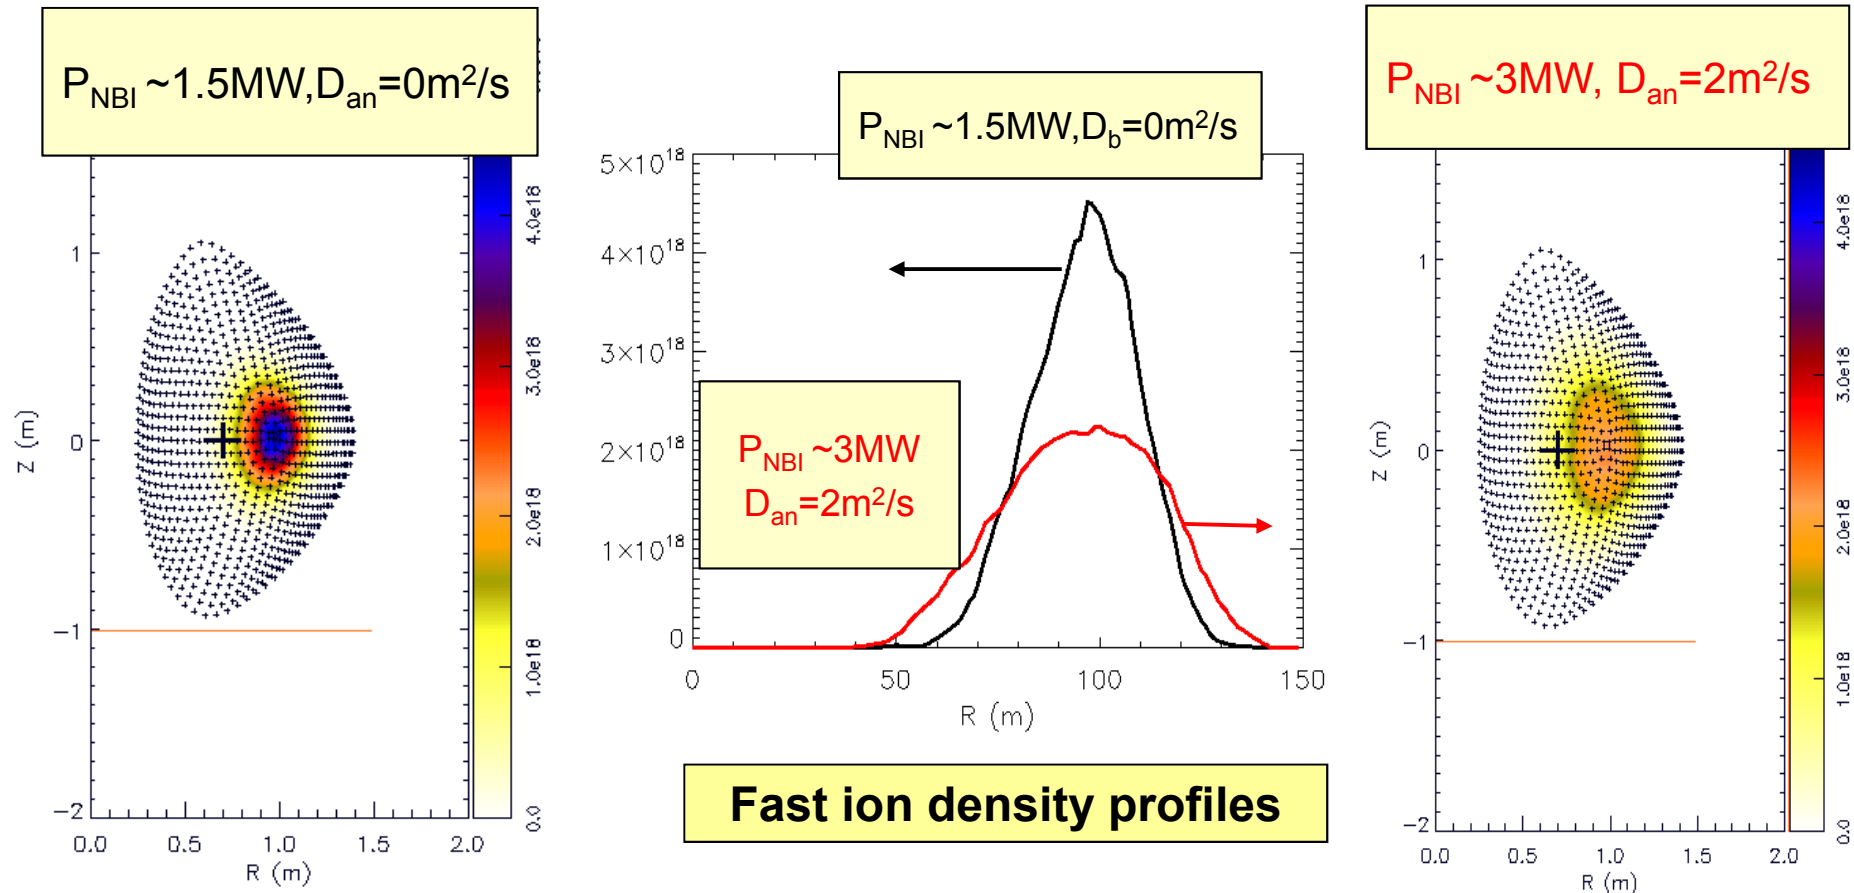 P_NBI ~1.5MW,D_an=0m²/s
1
0
−1
−2
Z (m)
0.0 0.5 1.0 1.5 2.0
R (m)
4.0e18
3.0e18
2.0e18
1.0e18
0.0
P_NBI ~1.5MW,D_b=0m²/s
5×10¹⁸
4×10¹⁸
3×10¹⁸
2×10¹⁸
1×10¹⁸
0
P_NBI ~3MW
D_an=2m²/s
0 50 100 150
R (m)
Fast ion density profiles
P_NBI ~3MW, D_an=2m²/s
1
0
−1
−2
Z (m)
0.0 0.5 1.0 1.5 2.0
R (m)
4.0e18
3.0e18
2.0e18
1.0e18
0.0